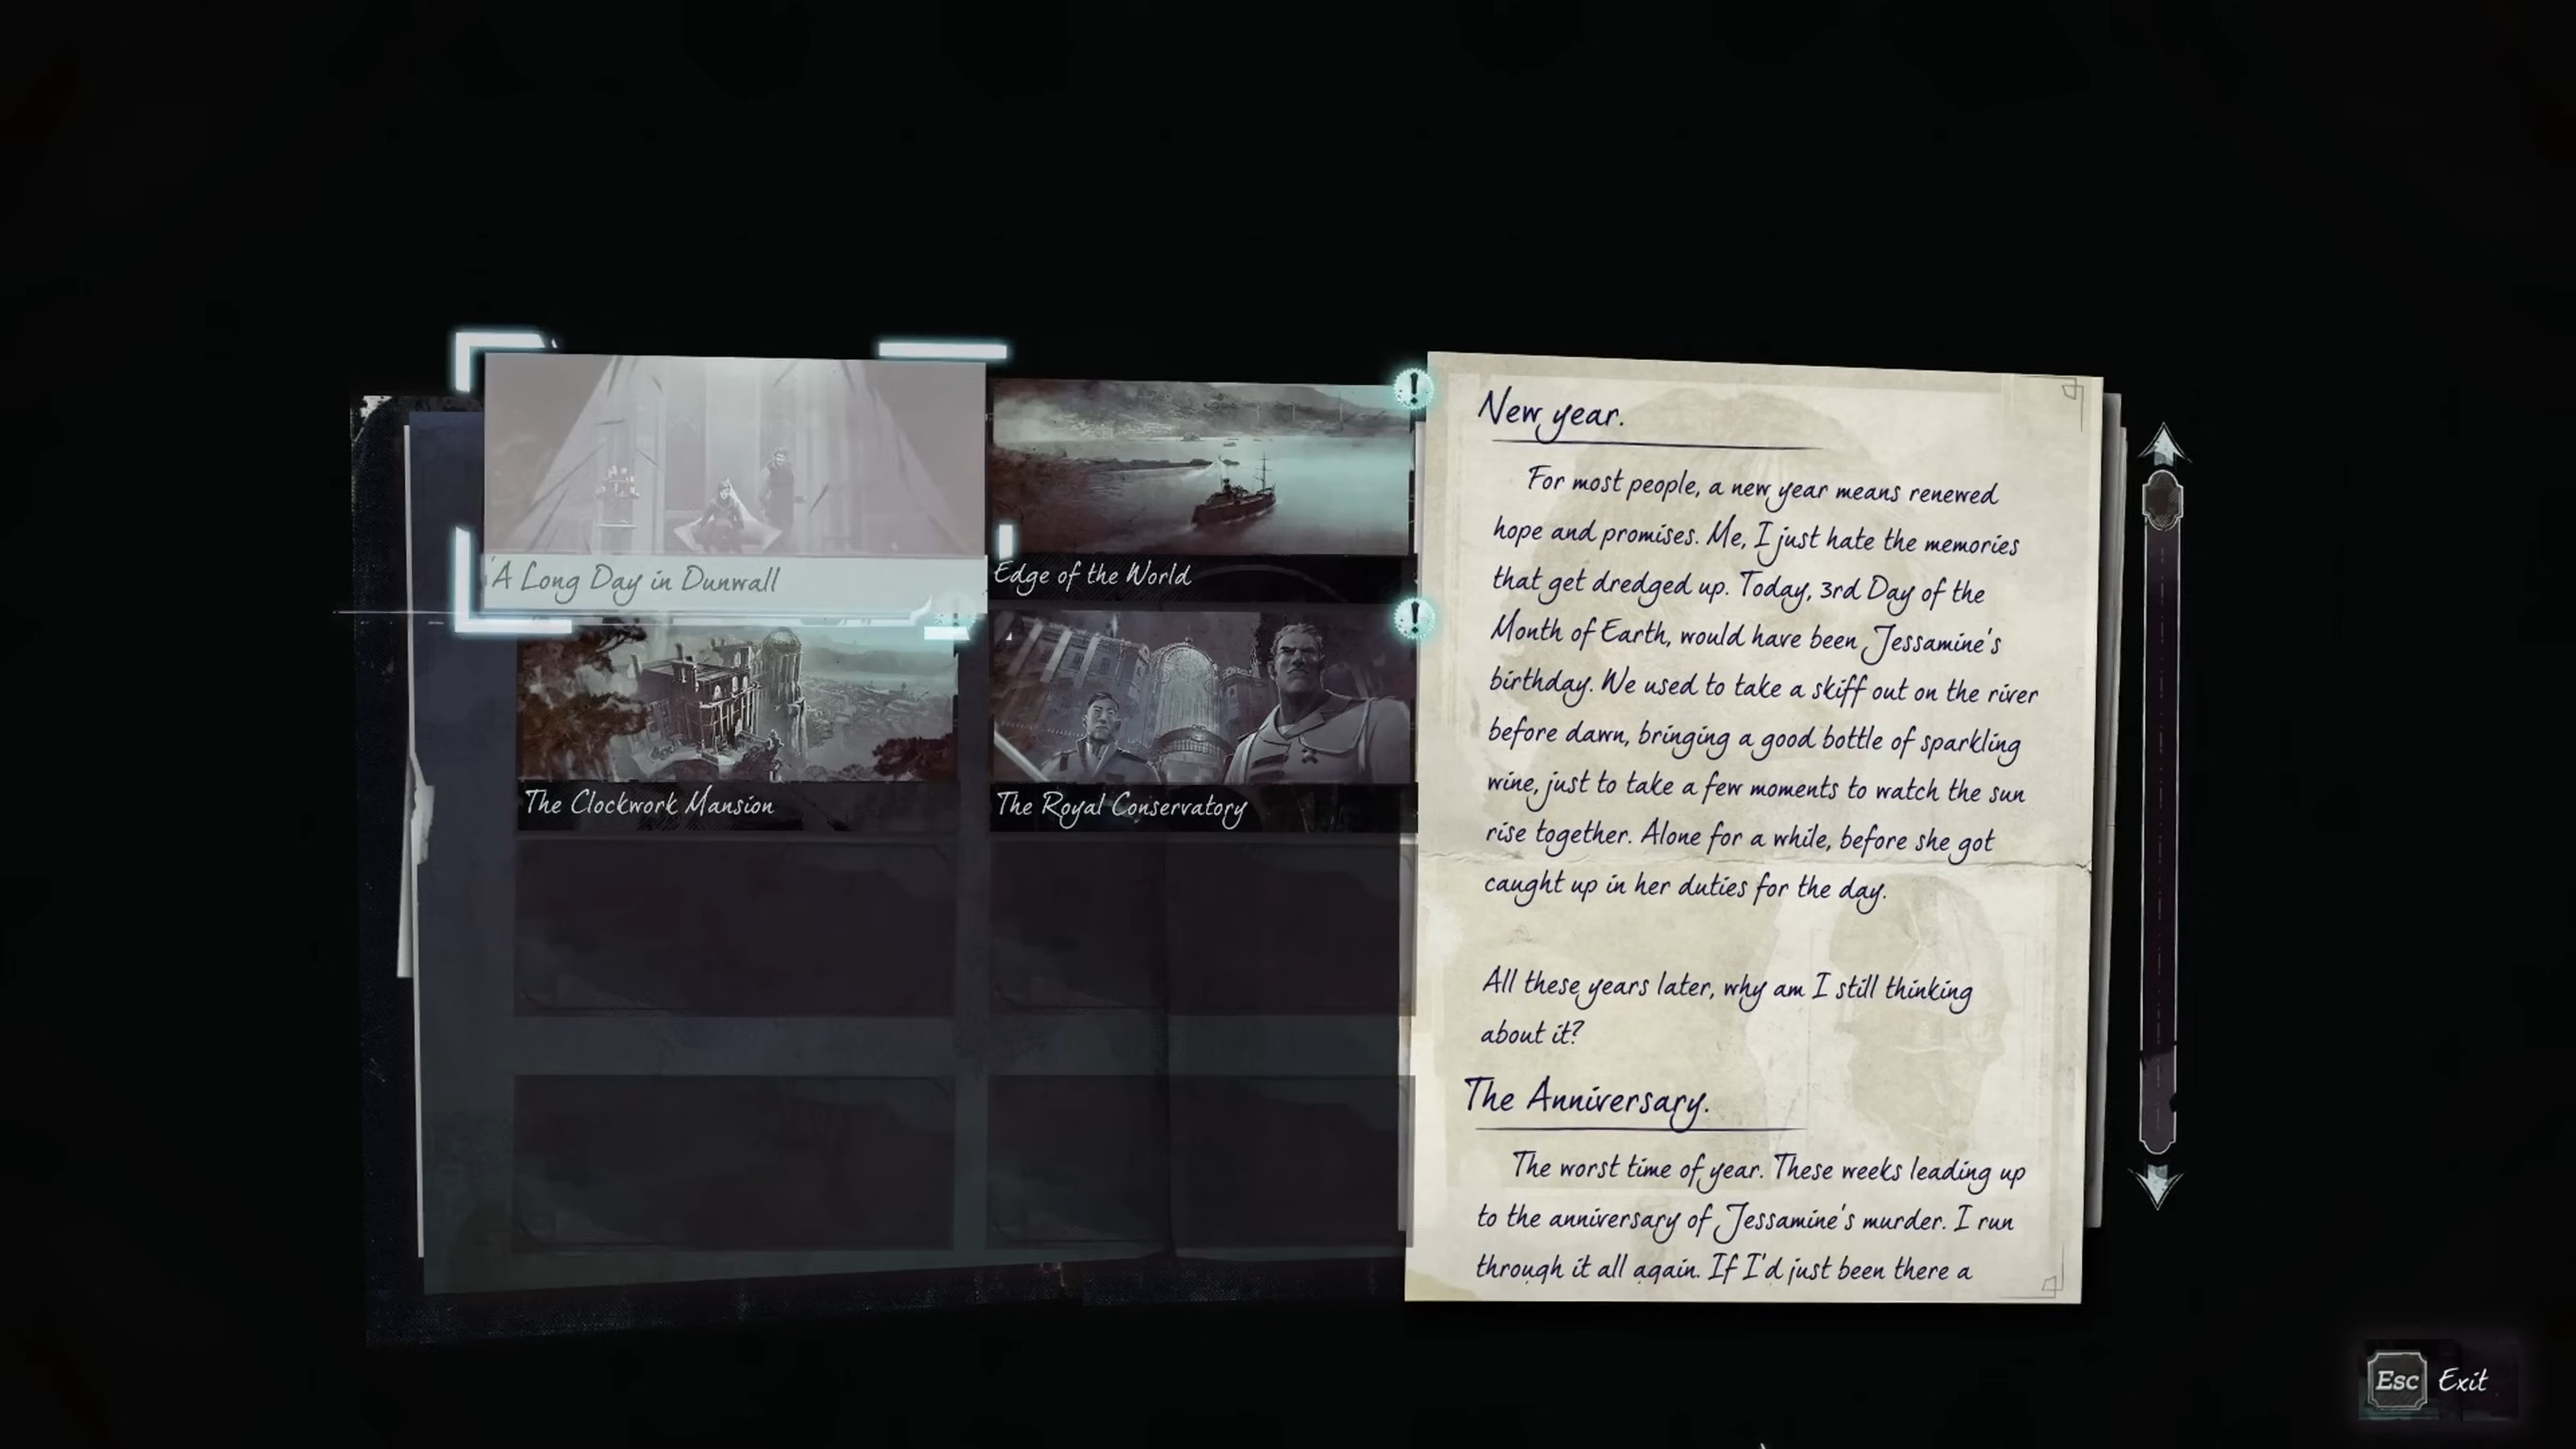 A Long Day in Dunwall
Edge of the World
The Clockwork Mansion
The Royal Conservatory
New year.
For most people, a new year means renewed
hope and promises. Me, I just hate the memories
that get dredged up. Today, 3rd Day of the
Month of Earth, would have been Jessamine's
birthday. We used to take a skiff out on the river
before dawn, bringing a good bottle of sparkling
wine, just to take a few moments to watch the sun
rise together. Alone for a while, before she got
caught up in her duties for the day.
All these years later, why am I still thinking
about it?
The Anniversary.
The worst time of year. These weeks leading up
to the anniversary of Jessamine's murder. I run
through it all again. If I'd just been there a
Esc Exit